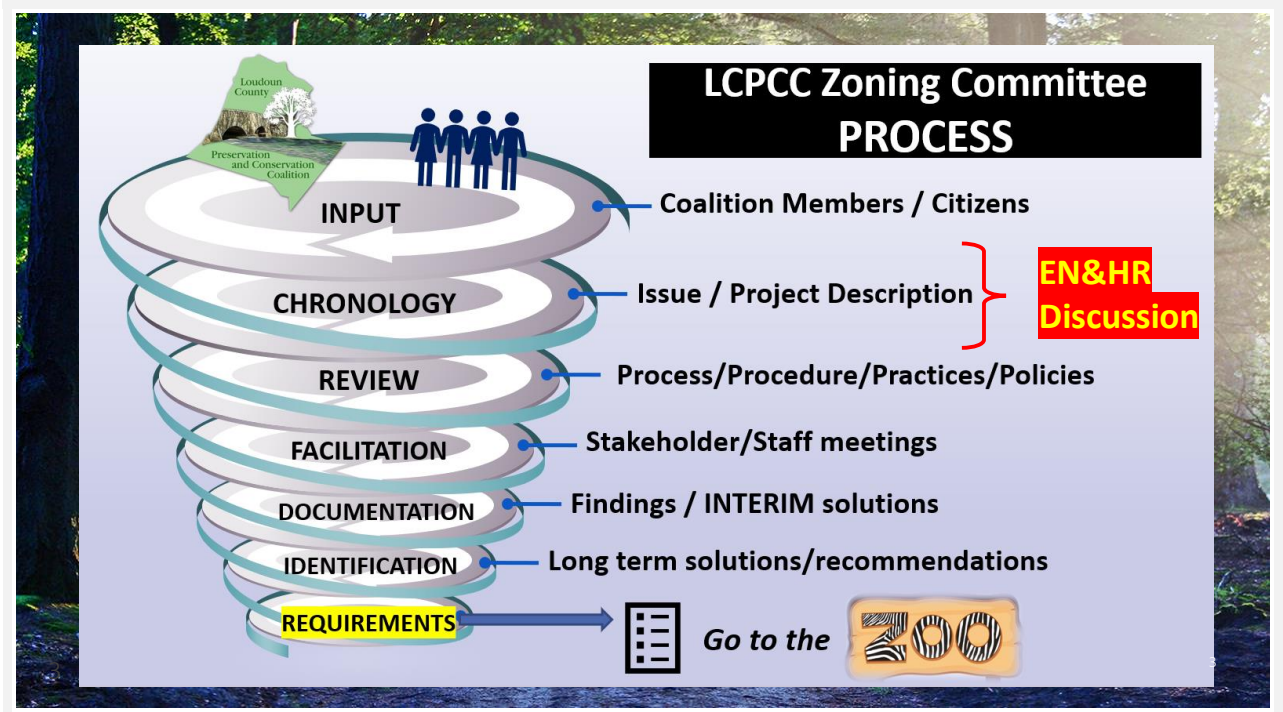 LCPCC Zoning Committee
PROCESS
Loudoun
County
Preservation
and Conservation
Coalition
INPUT
Coalition Members / Citizens
CHRONOLOGY
Issue / Project Description
EN&HR
Discussion
REVIEW
Process/Procedure/Practices/Policies
FACILITATION
Stakeholder/Staff meetings
DOCUMENTATION
Findings / INTERIM solutions
IDENTIFICATION
Long term solutions/recommendations
REQUIREMENTS
Go to the
ZOO
3